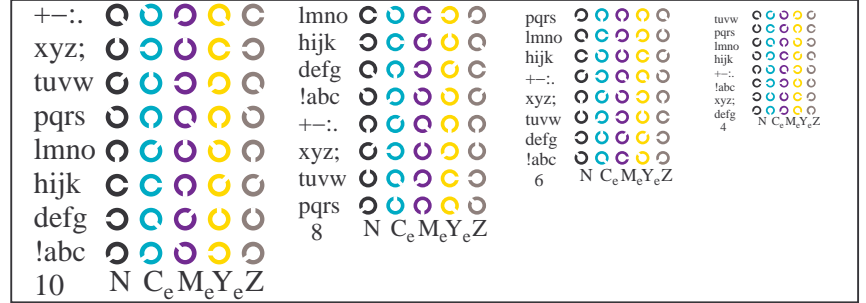 +−:.
xyz;
tuvw
pqrs
lmno
hijk
defg
!abc
10 N CeMeYeZ
lmno
hijk
defg
!abc
+−:.
xyz;
tuvw
pqrs
8 N CeMeYeZ
pqrs
lmno
hijk
+−:.
xyz;
tuvw
defg
!abc
6 N CeMeYeZ
tuvw
pqrs
lmno
hijk
+−:.
!abc
xyz;
defg
4 N CeMeYeZ